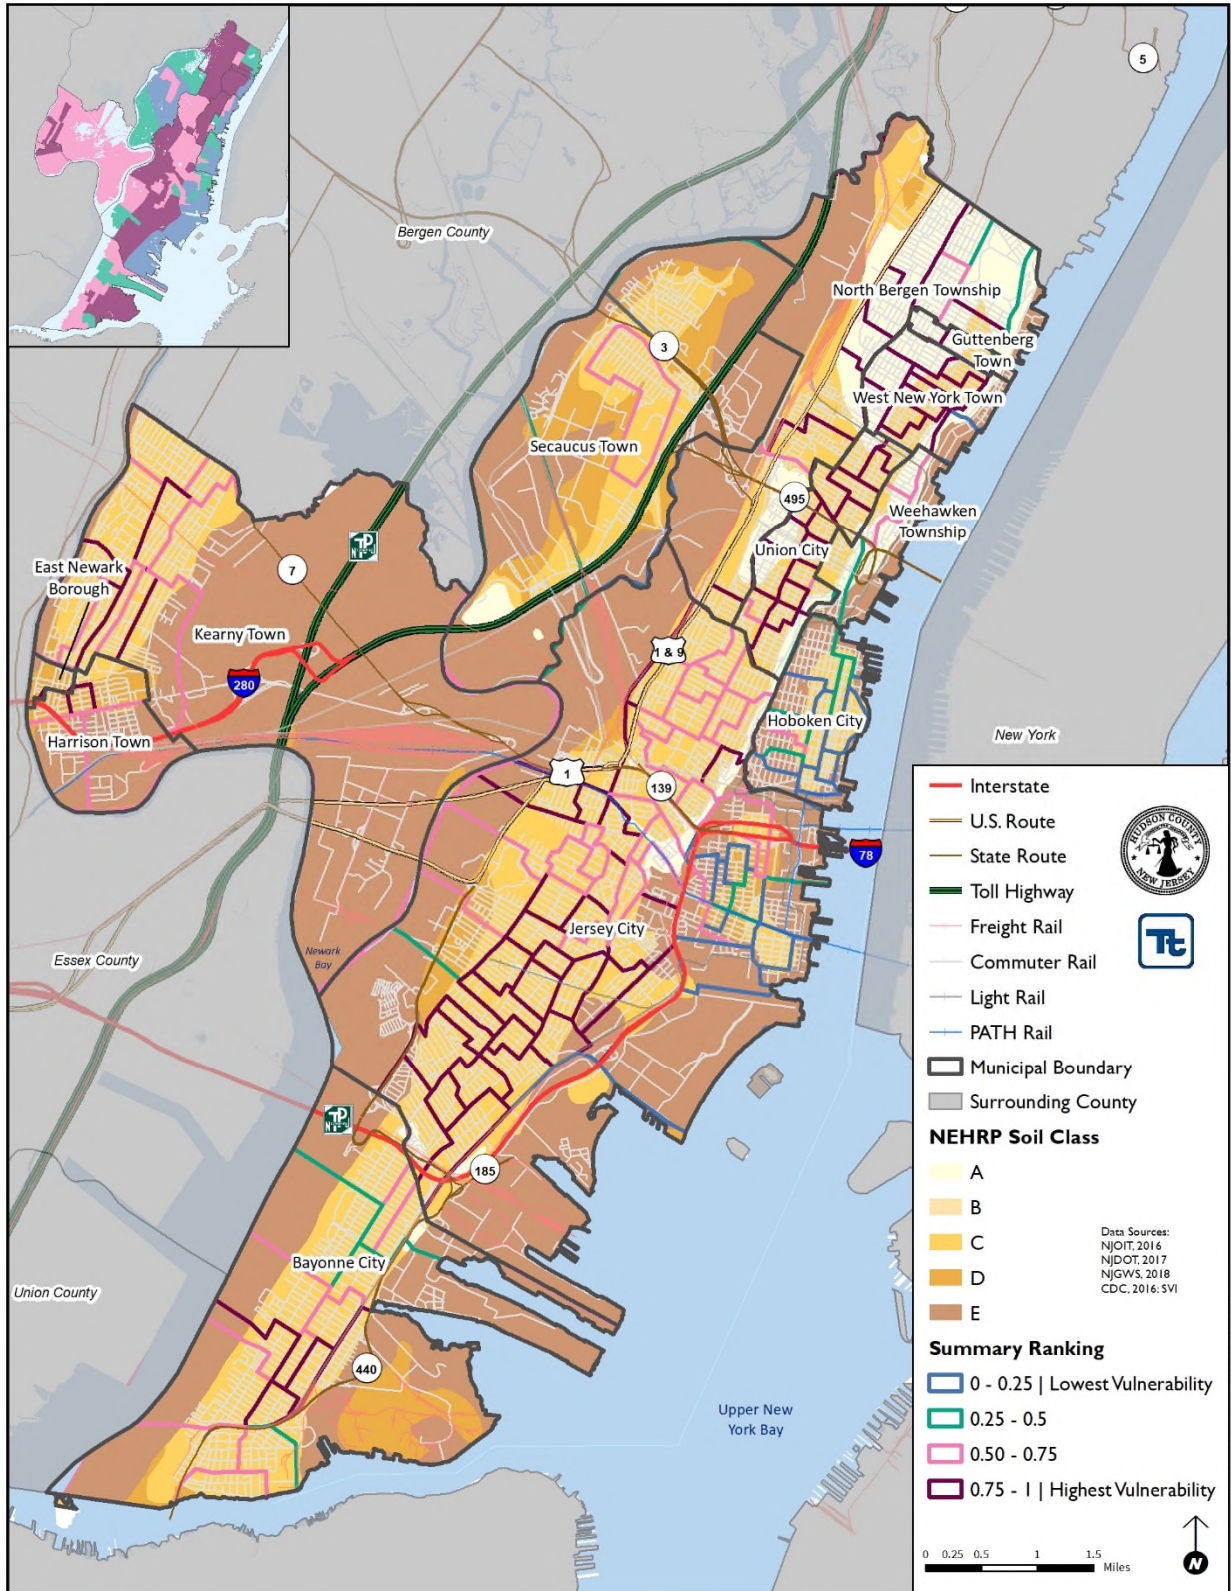 5
Bergen County
North Bergen Township
Guttenberg
Town
3
West New York Town
Secaucus Town
495
Weehawken
Township
Union City
East Newark
Borough
7
Kearny Town
1 & 9
280
Hoboken City
Harrison Town
New York
1
139
78
Jersey City
Newark
Bay
Essex County
185
Bayonne City
Union County
440
Upper New
York Bay
Interstate
U.S. Route
State Route
Toll Highway
Freight Rail
Commuter Rail
Light Rail
PATH Rail
Municipal Boundary
Surrounding County
HUDSON COUNTY
NEW JERSEY
Tt
NEHRP Soil Class
A
B
C
D
E
Data Sources:
NJOIT, 2016
NJDOT, 2017
NJGWS, 2018
CDC, 2016: SVI
Summary Ranking
0 - 0.25 | Lowest Vulnerability
0.25 - 0.5
0.50 - 0.75
0.75 - 1 | Highest Vulnerability
0 0.25 0.5 1 1.5
Miles
N